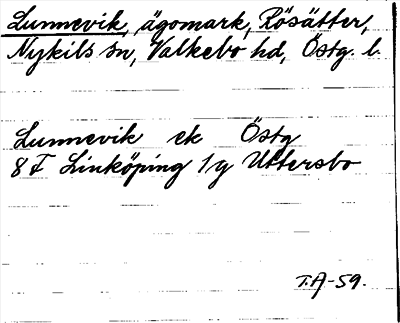 Lunnevik, ägomark, Rösätter,
Nykils sn, Valkebo hd, Östg. l.
Lunnevik ek Östg
8 F Linköping 1 g Uttersbo
T.A-59.